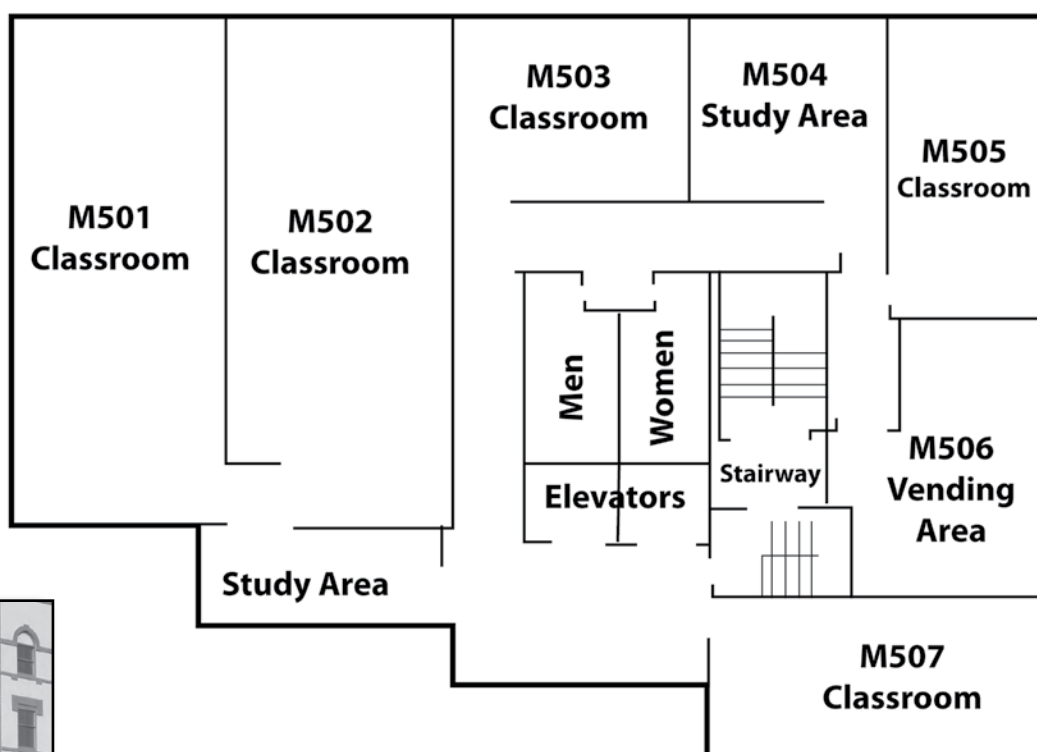 M501
Classroom
M502
Classroom
M503
Classroom
M504
Study Area
M505
Classroom
Men
Women
Elevators
Stairway
M506
Vending
Area
Study Area
M507
Classroom